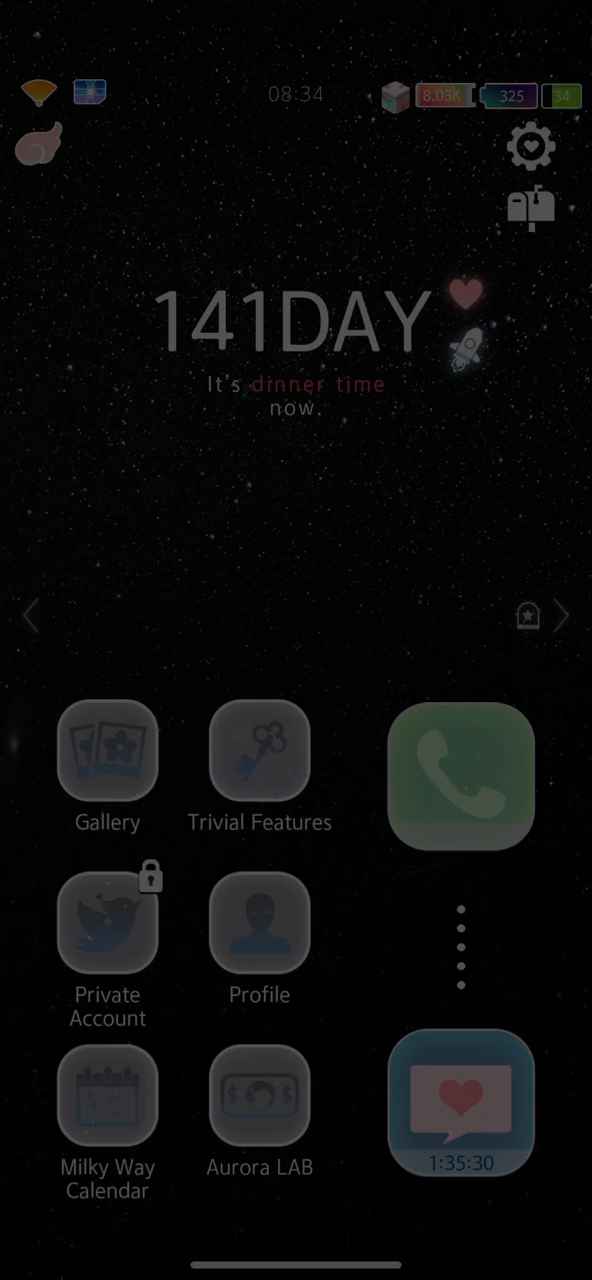 08:34
8.03K
325
34
141DAY
It's dinner time
now.
Gallery
Trivial Features
Private
Account
Profile
Milky Way
Calendar
Aurora LAB
$ $
1:35:30